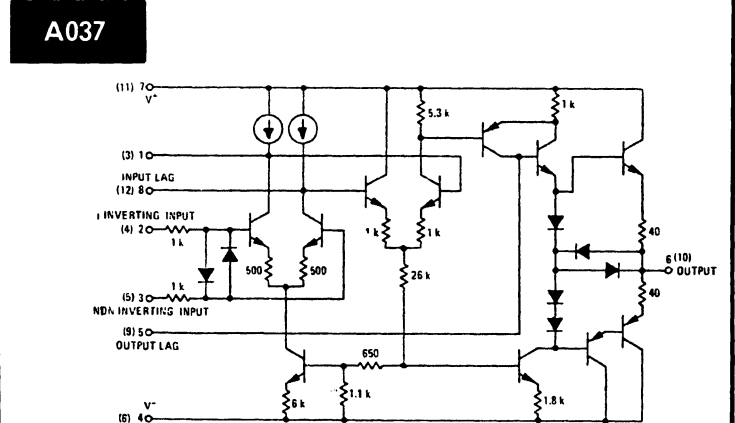 A037
(11) 7
V+
5.3 k
1 k
(3) 1
INPUT LAG
(12) 8
INVERTING INPUT
(4) 2
1 k
1 k
1 k
40
500
500
26 k
6 (10)
OUTPUT
1 k
(5) 3
NON INVERTING INPUT
40
(9) 5
OUTPUT LAG
650
1.1 k
6 k
1.8 k
V-
(6) 4